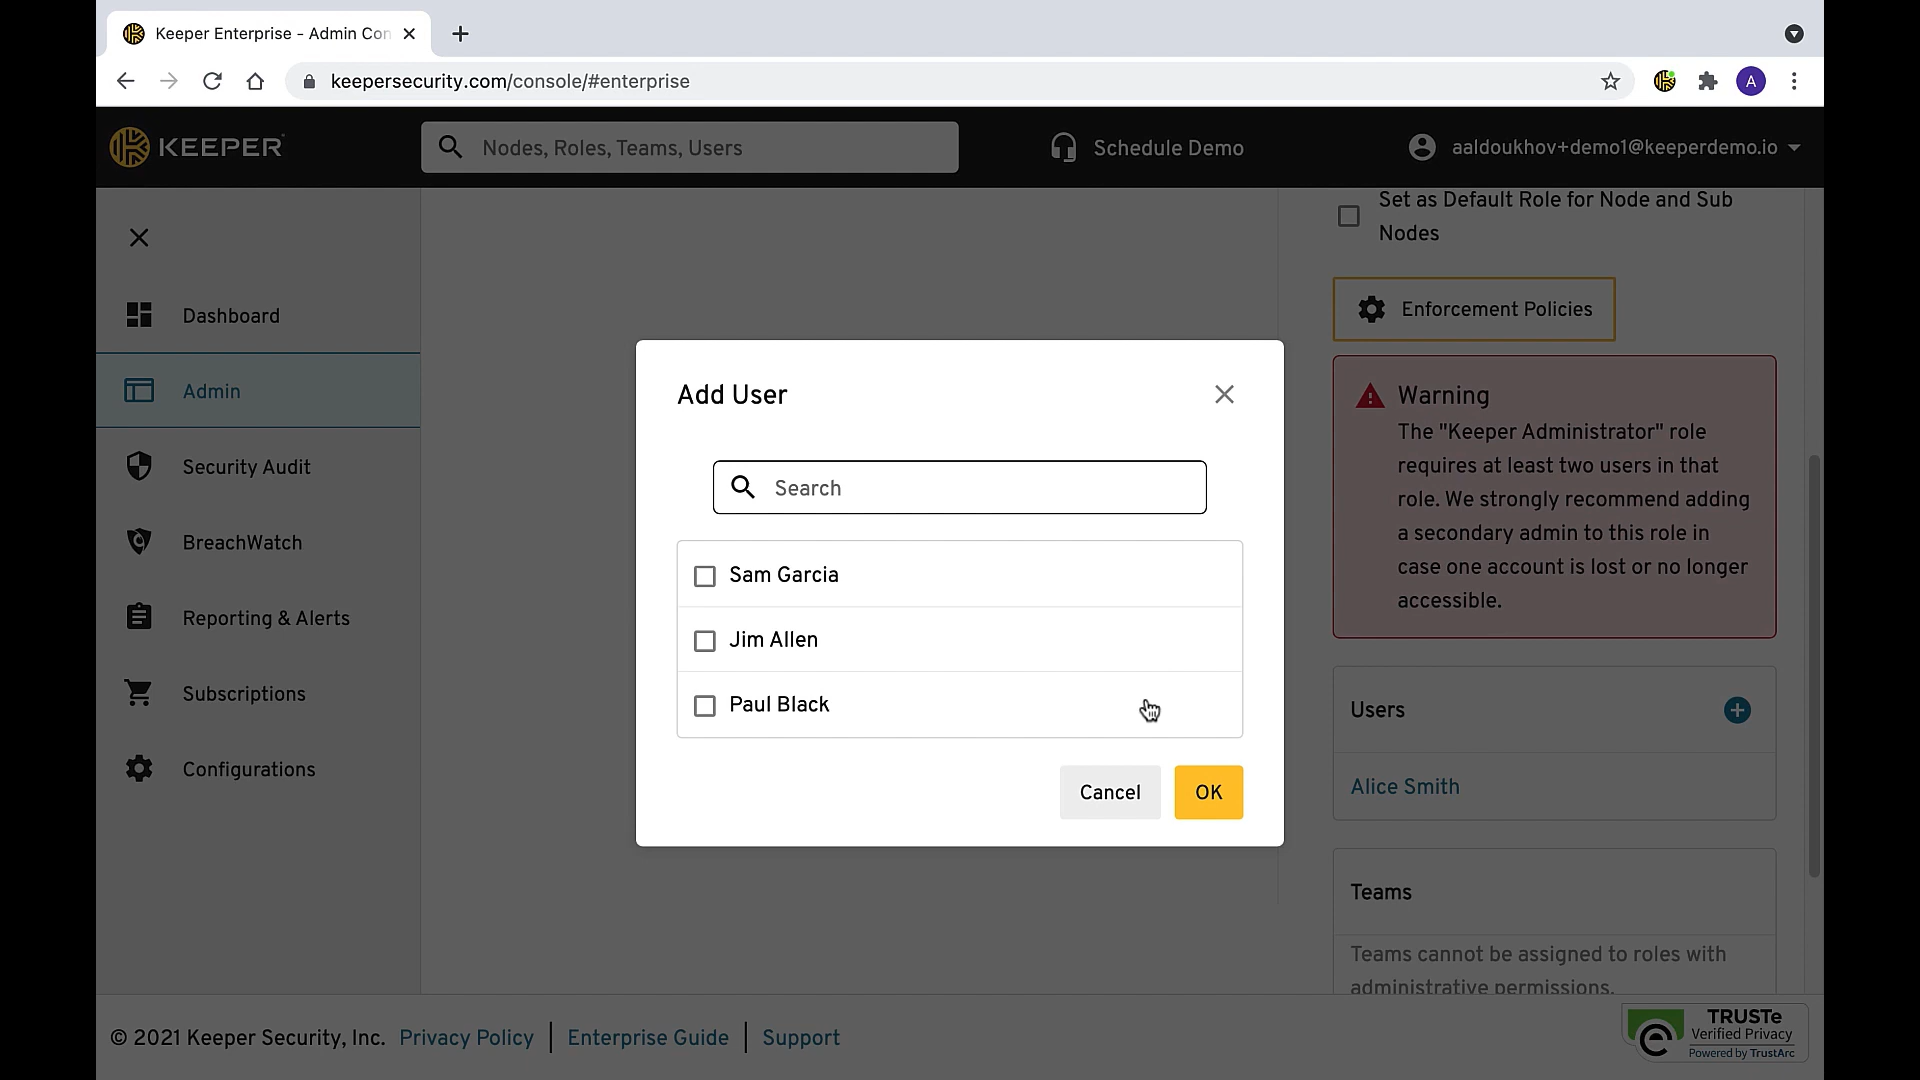 Keeper Enterprise - Admin Con
keepersecurity.com/console/#enterprise
A
KEEPER
Nodes, Roles, Teams, Users
Schedule Demo
aaldoukhov+demo1@keeperdemo.io
Dashboard
Admin
Security Audit
BreachWatch
Reporting & Alerts
Subscriptions
Configurations
Add User
Search
Sam Garcia
Jim Allen
Paul Black
Cancel
OK
Set as Default Role for Node and Sub
Nodes
Enforcement Policies
Warning
The "Keeper Administrator" role
requires at least two users in that
role. We strongly recommend adding
a secondary admin to this role in
case one account is lost or no longer
accessible.
Users
Alice Smith
Teams
Teams cannot be assigned to roles with
administrative permissions.
© 2021 Keeper Security, Inc. Privacy Policy | Enterprise Guide | Support
TRUSTe
Verified Privacy
Powered by TrustArc